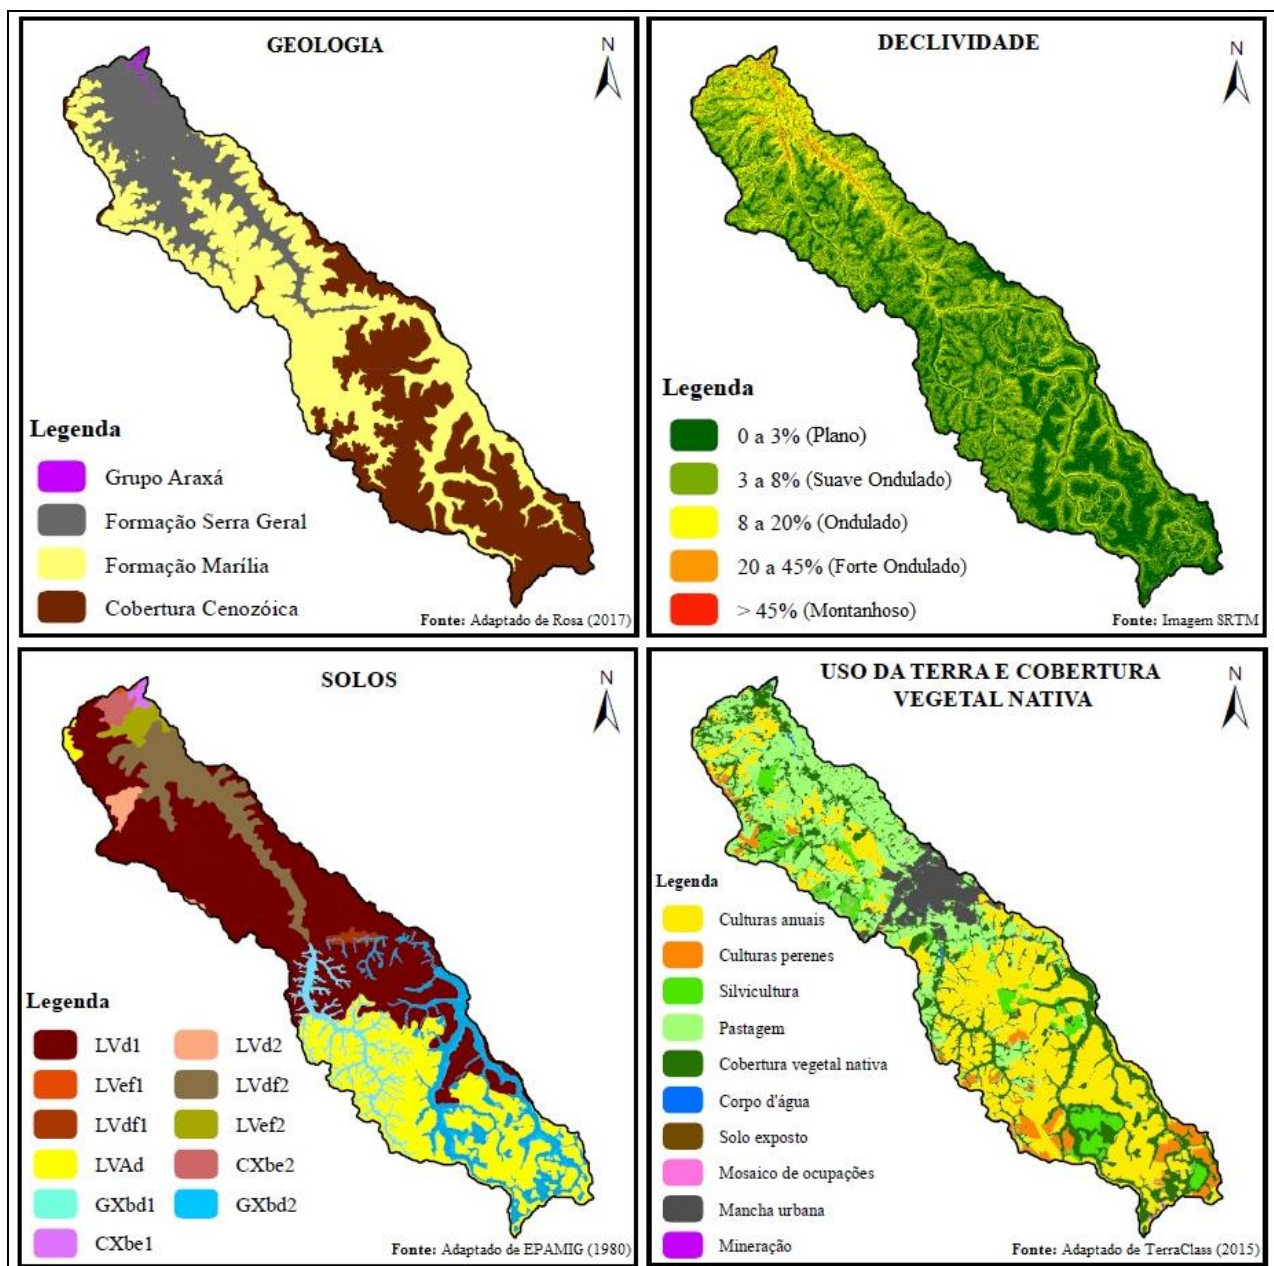 GEOLOGIA
N
Legenda
Grupo Araxá
Formação Serra Geral
Formação Marília
Cobertura Cenozóica
Fonte: Adaptado de Rosa (2017)
DECLIVIDADE
N
Legenda
0 a 3% (Plano)
3 a 8% (Suave Ondulado)
8 a 20% (Ondulado)
20 a 45% (Forte Ondulado)
> 45% (Montanhoso)
Fonte: Imagem SRTM
SOLOS
N
Legenda
LVd1
LVd2
LVef1
LVdf2
LVdf1
LVef2
LVAd
CXbe2
GXbd1
GXbd2
CXbe1
Fonte: Adaptado de EPAMIG (1980)
USO DA TERRA E COBERTURA
VEGETAL NATIVA
N
Legenda
Culturas anuais
Culturas perenes
Silvicultura
Pastagem
Cobertura vegetal nativa
Corpo d'água
Solo exposto
Mosaico de ocupações
Mancha urbana
Mineração
Fonte: Adaptado de TerraClass (2015)